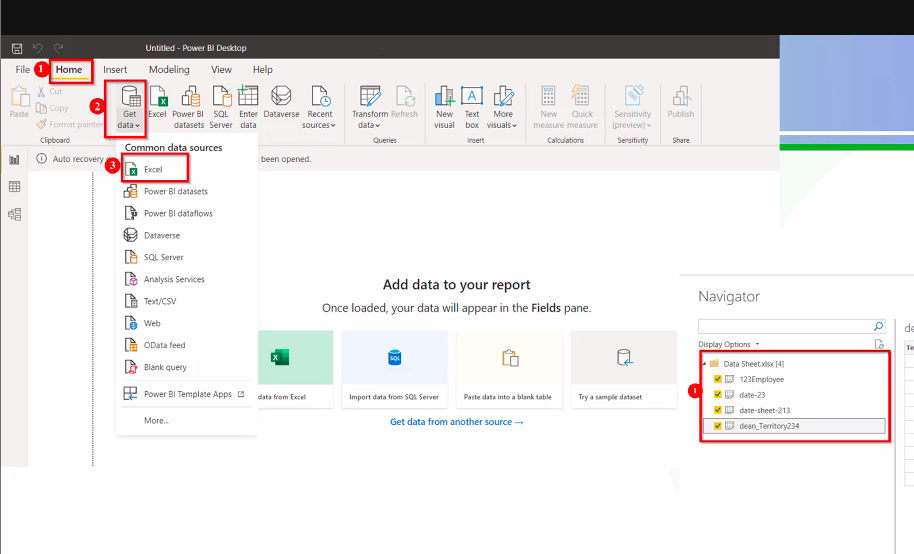 Untitled - Power BI Desktop
File 1 Home Insert Modeling View Help
Paste
Cut
Copy
Format painter
Clipboard
2
Get data
Excel
Power BI datasets
SQL Server
Enter data
Dataverse
Recent sources
Transform data
Refresh
Queries
New visual
Text box
More visuals
Insert
New measure
Quick measure
Calculations
Sensitivity (preview)
Sensitivity
Publish
Share
Auto recovery
been opened.
Common data sources
3 Excel
Power BI datasets
Power BI dataflows
Dataverse
SQL Server
Analysis Services
Text/CSV
Web
OData feed
Blank query
Power BI Template Apps
More...
Add data to your report
Once loaded, your data will appear in the Fields pane.
data from Excel
SQL
Import data from SQL Server
Paste data into a blank table
Try a sample dataset
Get data from another source →
Navigator
Display Options
1
Data Sheet.xlsx [4]
123Employee
date-23
date-sheet-213
dean_Territory234
de
Te